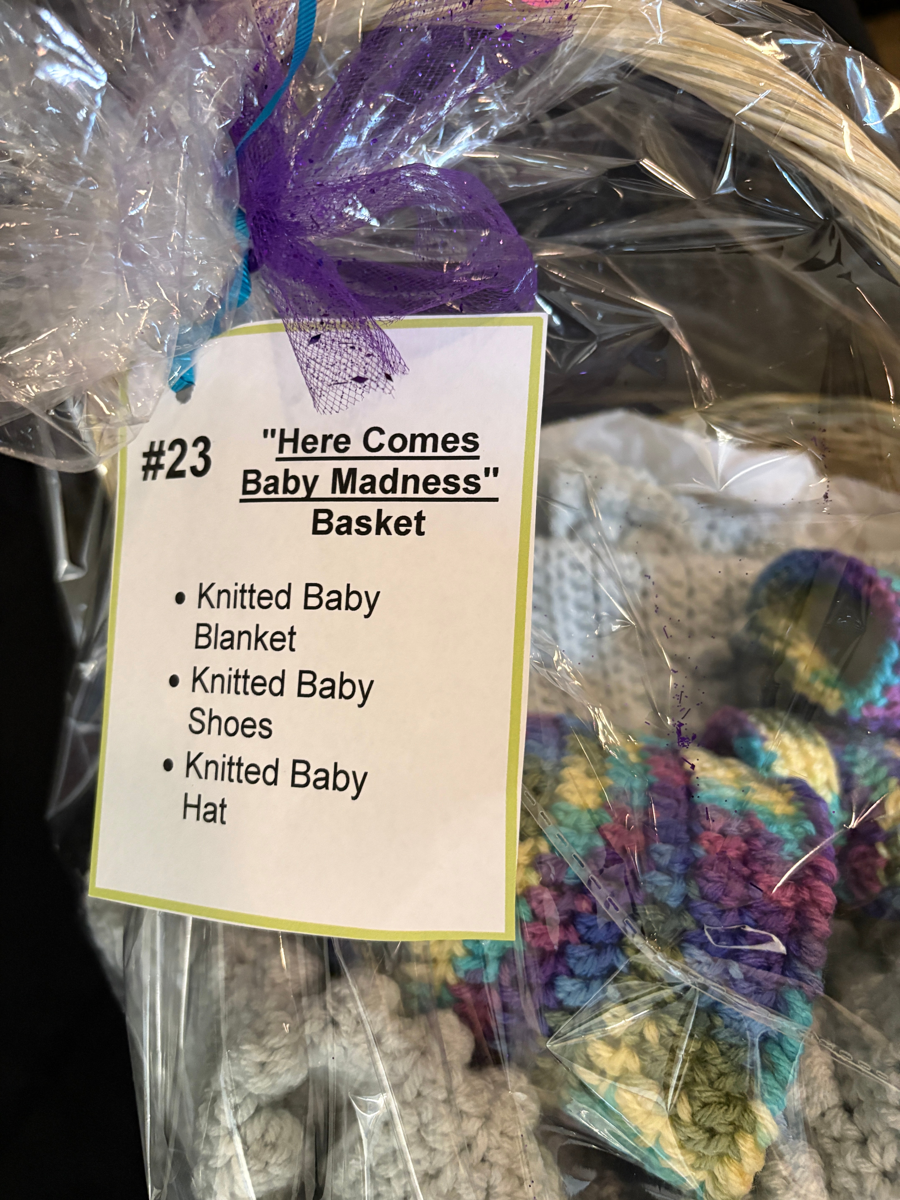 #23 "Here Comes
Baby Madness"
Basket
• Knitted Baby
Blanket
• Knitted Baby
Shoes
• Knitted Baby
Hat